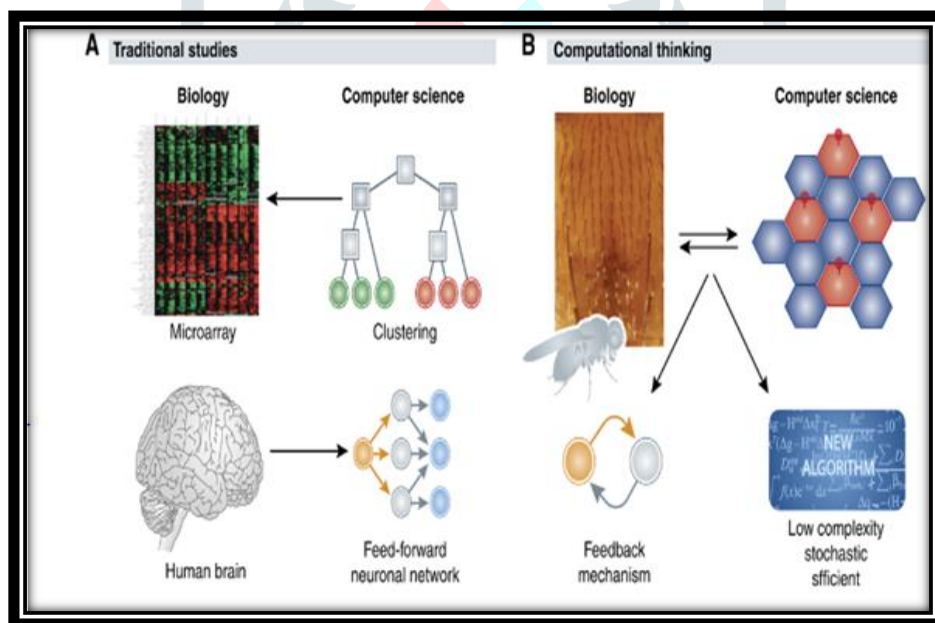 A Traditional studies
Biology
Computer science
Microarray
Clustering
Human brain
Feed-forward
neuronal network
B Computational thinking
Biology
Computer science
Feedback
mechanism
NEW
ALGORITHM
Low complexity
stochastic
sfficient